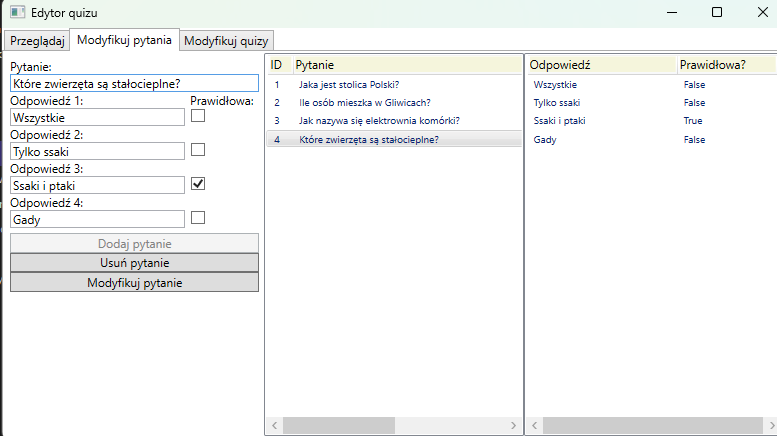 Edytor quizu
Przeglądaj Modyfikuj pytania Modyfikuj quizy
Pytanie:
Które zwierzęta są stałocieplne?
Odpowiedź 1: Prawidłowa:
Wszystkie
Odpowiedź 2:
Tylko ssaki
Odpowiedź 3:
Ssaki i ptaki
Odpowiedź 4:
Gady
Dodaj pytanie
Usuń pytanie
Modyfikuj pytanie
ID Pytanie
1 Jaka jest stolica Polski?
2 Ile osób mieszka w Gliwicach?
3 Jak nazywa się elektrownia komórki?
4 Które zwierzęta są stałocieplne?
Odpowiedź Prawidłowa?
Wszystkie False
Tylko ssaki False
Ssaki i ptaki True
Gady False